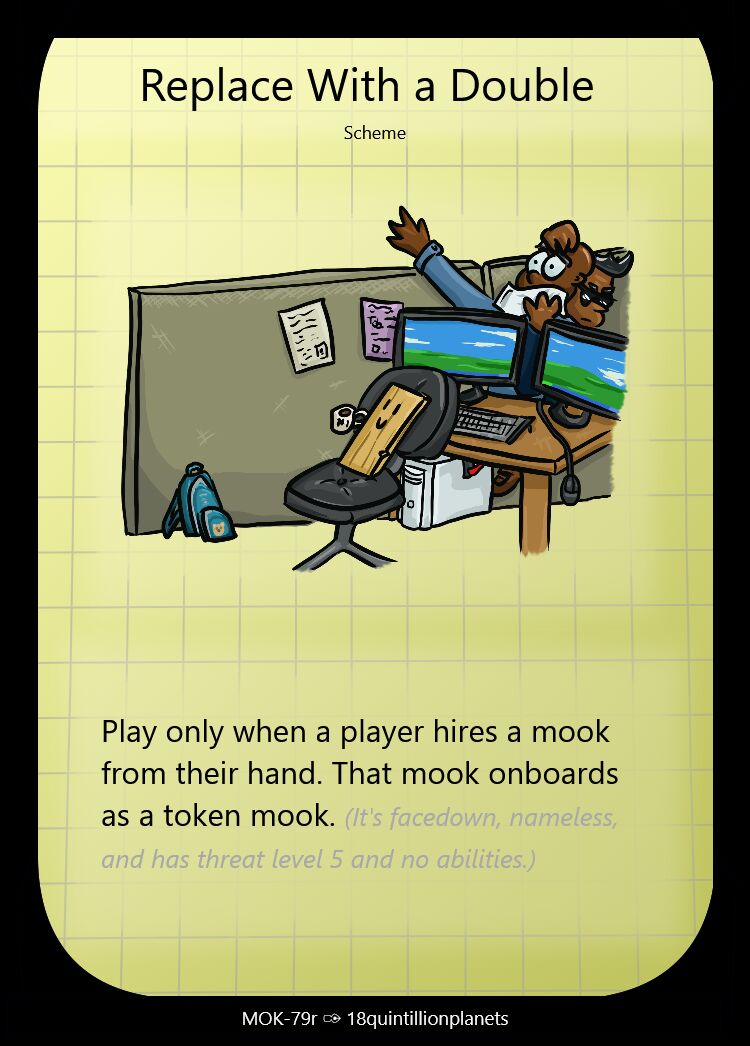 Replace With a Double
Scheme
Play only when a player hires a mook
from their hand. That mook onboards
as a token mook. (It's facedown, nameless,
and has threat level 5 and no abilities.)
MOK-79r ➩ 18quintillionplanets